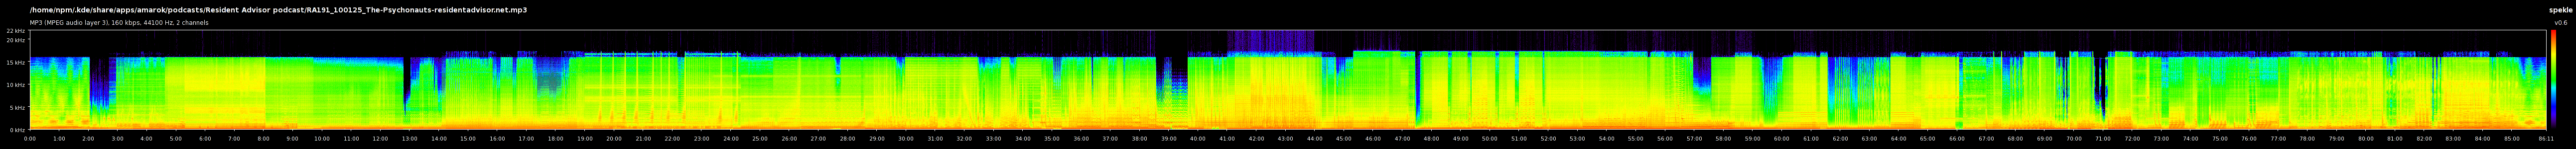 /home/npm/.kde/share/apps/amarok/podcasts/Resident Advisor podcast/RA191_100125_The-Psychonauts-residentadvisor.net.mp3
spekle
MP3 (MPEG audio layer 3), 160 kbps, 44100 Hz, 2 channels
v0.6
22 kHz
20 kHz
15 kHz
10 kHz
5 kHz
0 kHz
0:00 1:00 2:00 3:00 4:00 5:00 6:00 7:00 8:00 9:00 10:00 11:00 12:00 13:00 14:00 15:00 16:00 17:00 18:00 19:00 20:00 21:00 22:00 23:00 24:00 25:00 26:00 27:00 28:00 29:00 30:00 31:00 32:00 33:00 34:00 35:00 36:00 37:00 38:00 39:00 40:00 41:00 42:00 43:00 44:00 45:00 46:00 47:00 48:00 49:00 50:00 51:00 52:00 53:00 54:00 55:00 56:00 57:00 58:00 59:00 60:00 61:00 62:00 63:00 64:00 65:00 66:00 67:00 68:00 69:00 70:00 71:00 72:00 73:00 74:00 75:00 76:00 77:00 78:00 79:00 80:00 81:00 82:00 83:00 84:00 85:00 86:11